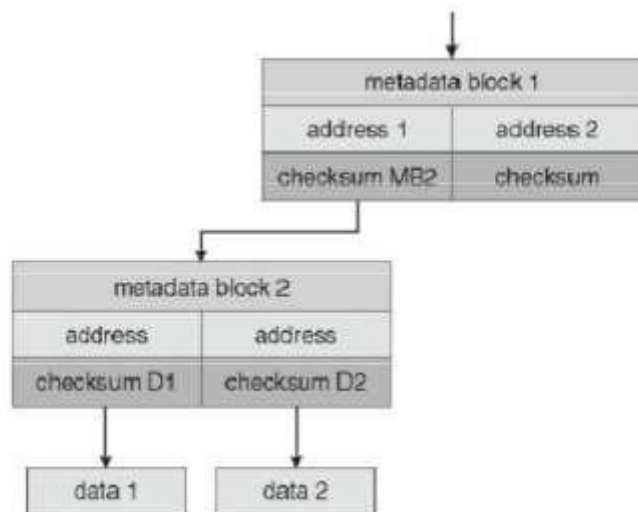 metadata block 1
address 1 address 2
checksum MB2 checksum
metadata block 2
address address
checksum D1 checksum D2
data 1 data 2